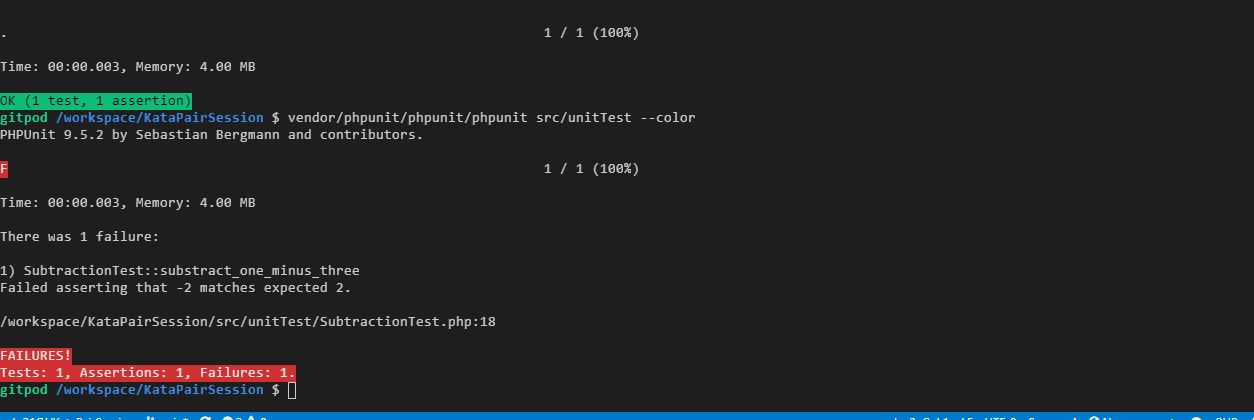 . 1 / 1 (100%)
Time: 00:00.003, Memory: 4.00 MB
OK (1 test, 1 assertion)
gitpod /workspace/KataPairSession $ vendor/phpunit/phpunit/phpunit src/unitTest --color
PHPUnit 9.5.2 by Sebastian Bergmann and contributors.
F 1 / 1 (100%)
Time: 00:00.003, Memory: 4.00 MB
There was 1 failure:
1) SubtractionTest::substract_one_minus_three
Failed asserting that -2 matches expected 2.
/workspace/KataPairSession/src/unitTest/SubtractionTest.php:18
FAILURES!
Tests: 1, Assertions: 1, Failures: 1.
gitpod /workspace/KataPairSession $